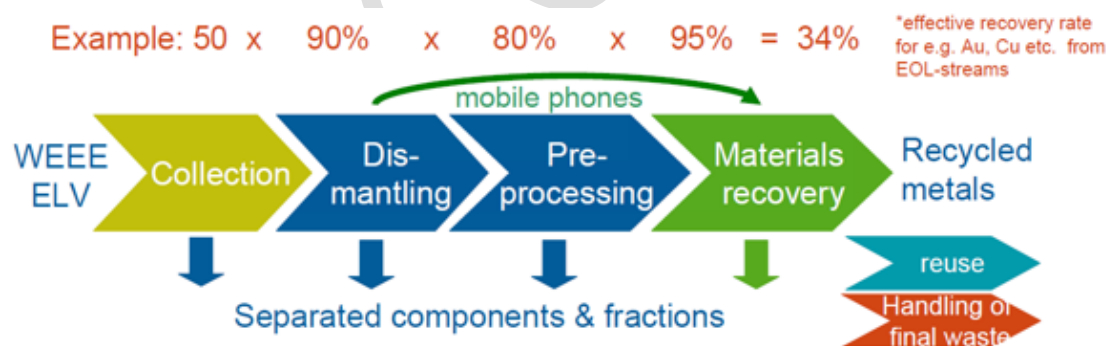 Example: 50 x 90% x 80% x 95% = 34%
*effective recovery rate
for e.g. Au, Cu etc. from
EOL-streams
mobile phones
WEEE
ELV
Collection
Dis-
mantling
Pre-
processing
Materials
recovery
Recycled
metals
reuse
Handling of
final waste
Separated components & fractions